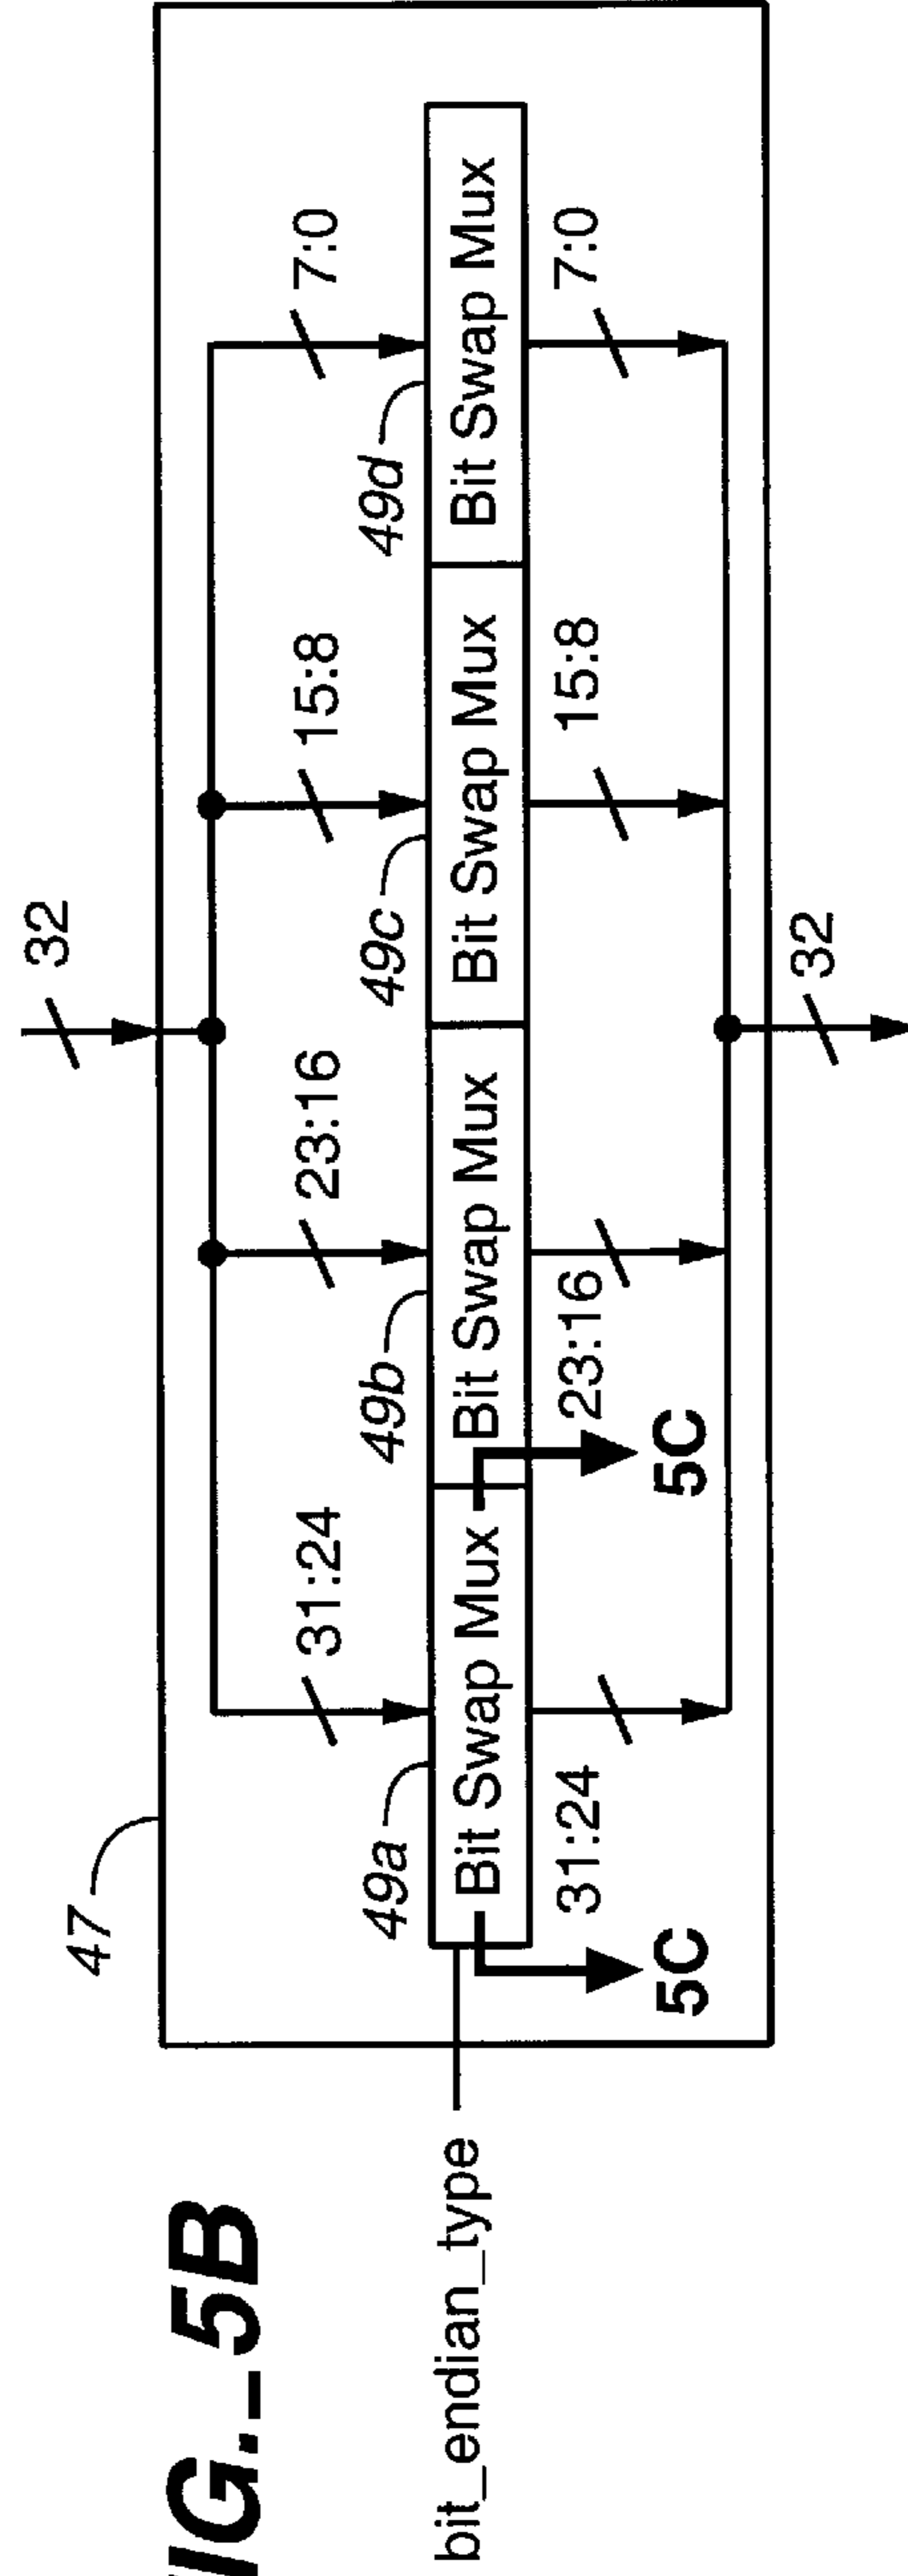 32
47
31:24
23:16
15:8
7:0
49a
49b
49c
49d
bit_endian_type
Bit Swap Mux
Bit Swap Mux
Bit Swap Mux
Bit Swap Mux
31:24
23:16
15:8
7:0
5C
5C
32
IG._5B